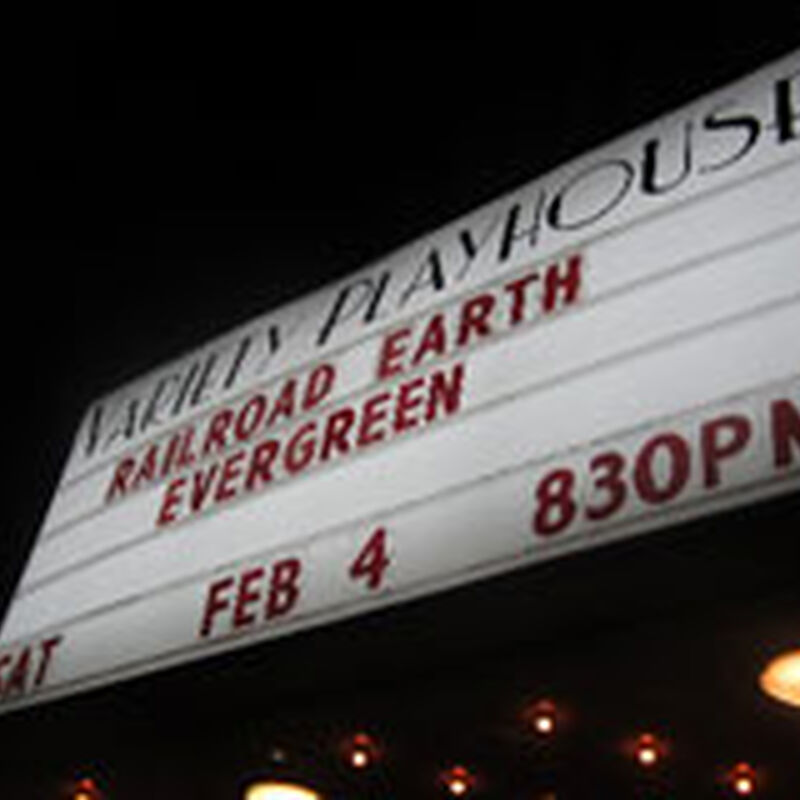 VARIETY PLAYHOUSE
RAILROAD EARTH
EVERGREEN
SAT FEB 4 830PM